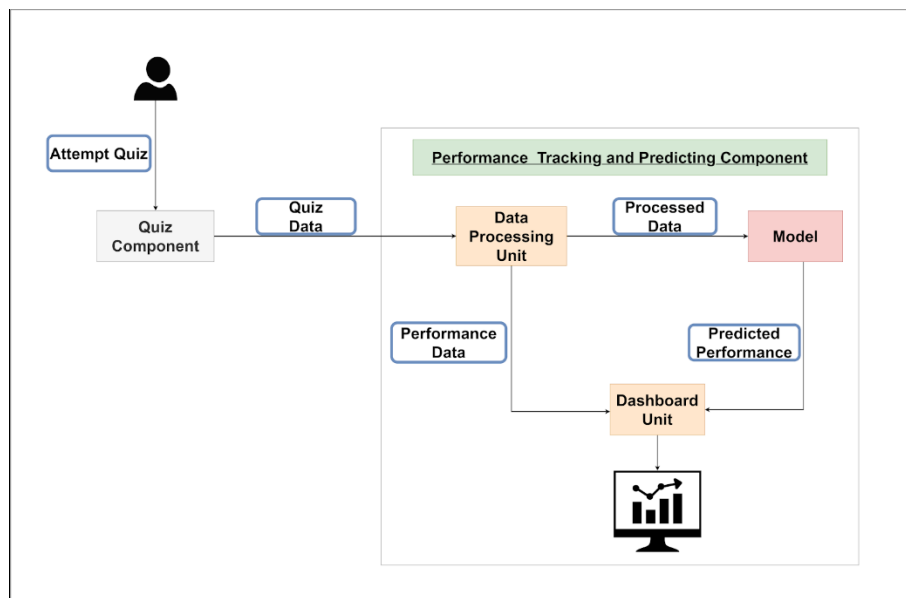 Attempt Quiz
Performance Tracking and Predicting Component
Quiz
Data
Processed
Data
Quiz
Component
Data
Processing
Unit
Model
Performance
Data
Predicted
Performance
Dashboard
Unit